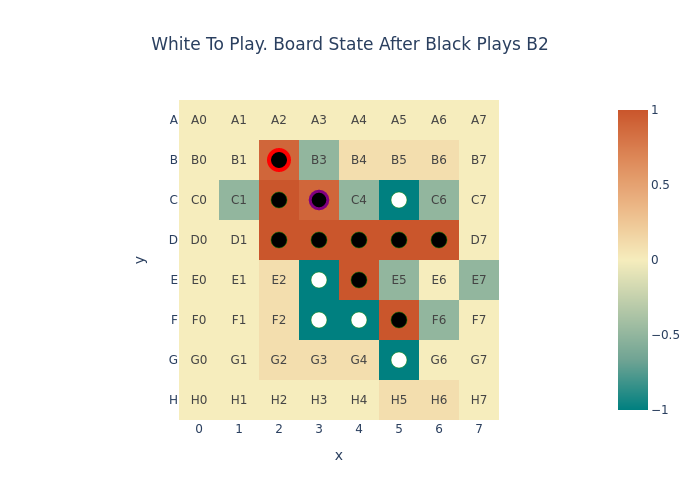 White To Play. Board State After Black Plays B2
A A0 A1 A2 A3 A4 A5 A6 A7
B B0 B1 B3 B4 B5 B6 B7
C C0 C1 C4 C6 C7
D D0 D1 D7
E E0 E1 E2 E5 E6 E7
F F0 F1 F2 F6 F7
G G0 G1 G2 G3 G4 G6 G7
H H0 H1 H2 H3 H4 H5 H6 H7
0 1 2 3 4 5 6 7
x
y
1
0.5
0
−0.5
−1